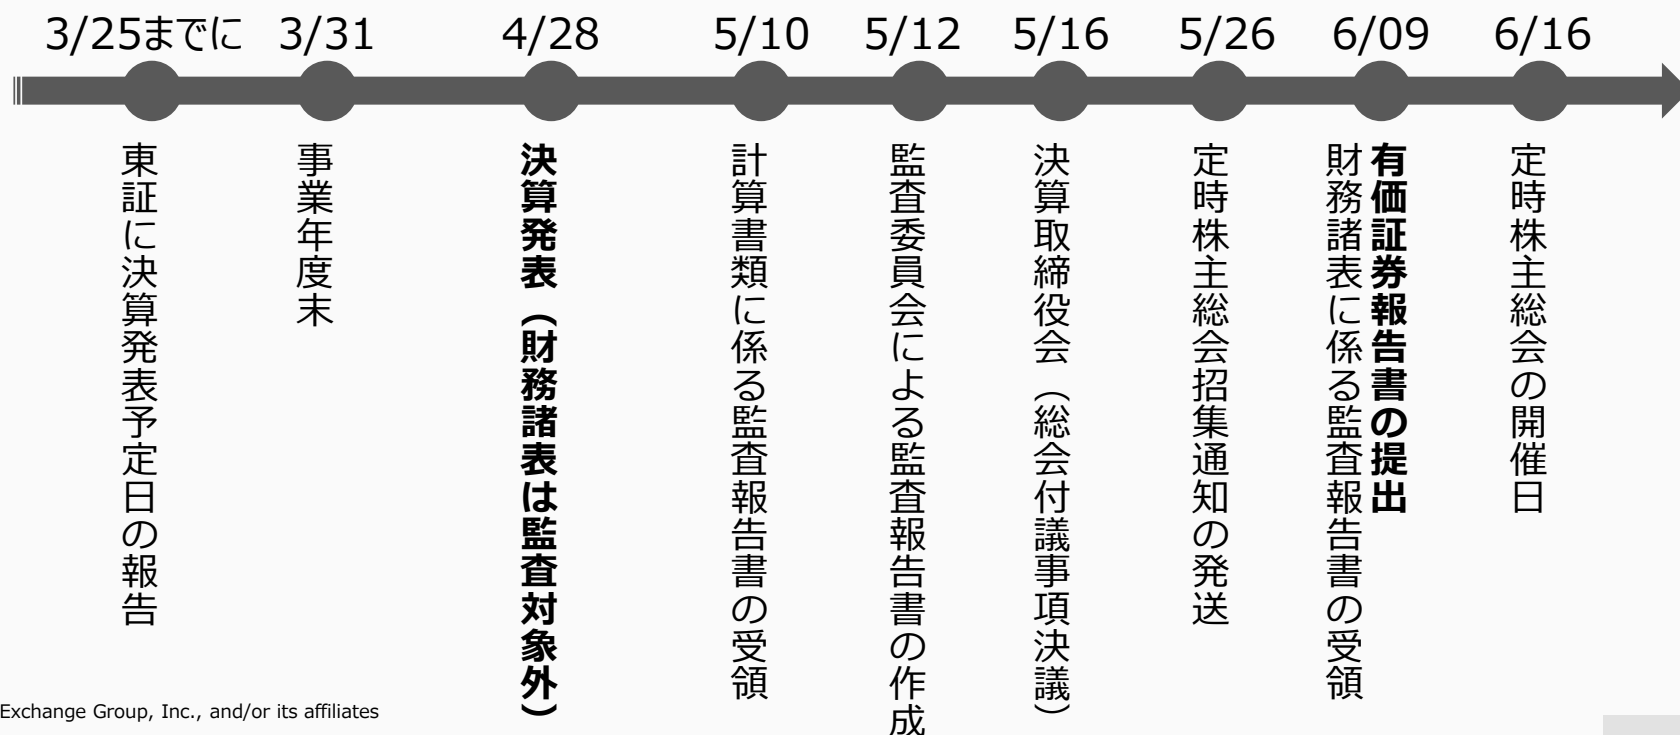 3/25までに
3/31
4/28
5/10
5/12
5/16
5/26
6/09
6/16
東証に決算発表予定日の報告
事業年度末
決算発表（財務諸表は監査対象外）
計算書類に係る監査報告書の受領
監査委員会による監査報告書の作成
決算取締役会（総会付議事項決議）
定時株主総会招集通知の発送
有価証券報告書の提出
財務諸表に係る監査報告書の受領
定時株主総会の開催日
Exchange Group, Inc., and/or its affiliates